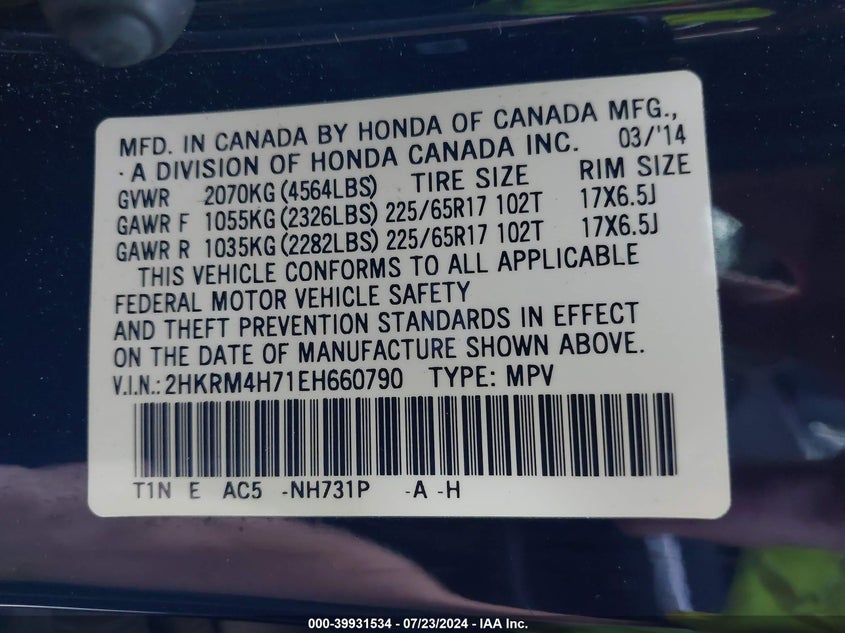 MFD. IN CANADA BY HONDA OF CANADA MFG.,
· A DIVISION OF HONDA CANADA INC. 03/'14
GVWR 2070KG (4564LBS) TIRE SIZE RIM SIZE
GAWR F 1055KG (2326LBS) 225/65R17 102T 17X6.5J
GAWR R 1035KG (2282LBS) 225/65R17 102T 17X6.5J
THIS VEHICLE CONFORMS TO ALL APPLICABLE
FEDERAL MOTOR VEHICLE SAFETY
AND THEFT PREVENTION STANDARDS IN EFFECT
ON THE DATE OF MANUFACTURE SHOWN ABOVE.
V.I.N.: 2HKRM4H71EH660790 TYPE: MPV
T1N E AC5 -NH731P -A -H
000-39931534 - 07/23/2024 - IAA Inc.